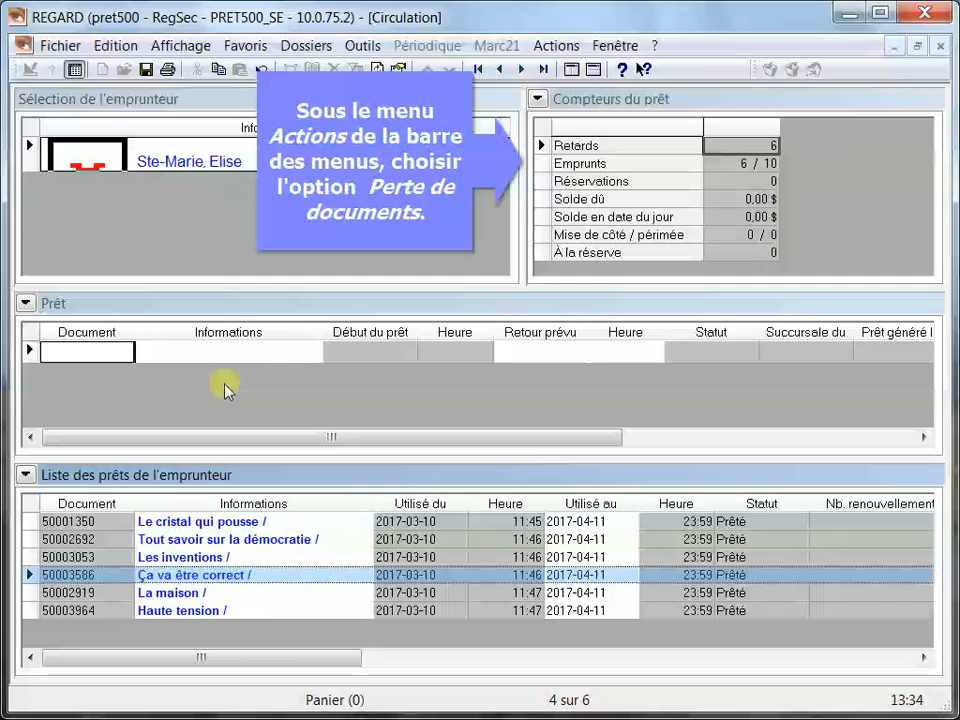 REGARD (pret500 - RegSec - PRET500_SE - 10.0.75.2) - [Circulation]
Fichier Edition Affichage Favoris Dossiers Outils Périodique Marc21 Actions Fenêtre ?
Sélection de l'emprunteur
Ste-Marie, Elise
Sous le menu
Actions de la barre
des menus, choisir
l'option Perte de
documents.
Compteurs du prêt
Retards 6
Emprunts 6 / 10
Réservations 0
Solde dû 0,00 $
Solde en date du jour 0,00 $
Mise de côté / périmée 0 / 0
À la réserve 0
Prêt
Document Informations Début du prêt Heure Retour prévu Heure Statut Succursale du Prêt généré
Liste des prêts de l'emprunteur
Document Informations Utilisé du Heure Utilisé au Heure Statut Nb. renouvellement
50001350 Le cristal qui pousse / 2017-03-10 11:45 2017-04-11 23:59 Prêté
50002692 Tout savoir sur la démocratie / 2017-03-10 11:46 2017-04-11 23:59 Prêté
50003053 Les inventions / 2017-03-10 11:46 2017-04-11 23:59 Prêté
50003586 Ça va être correct / 2017-03-10 11:46 2017-04-11 23:59 Prêté
50002919 La maison / 2017-03-10 11:47 2017-04-11 23:59 Prêté
50003964 Haute tension / 2017-03-10 11:47 2017-04-11 23:59 Prêté
Panier (0) 4 sur 6 13:34